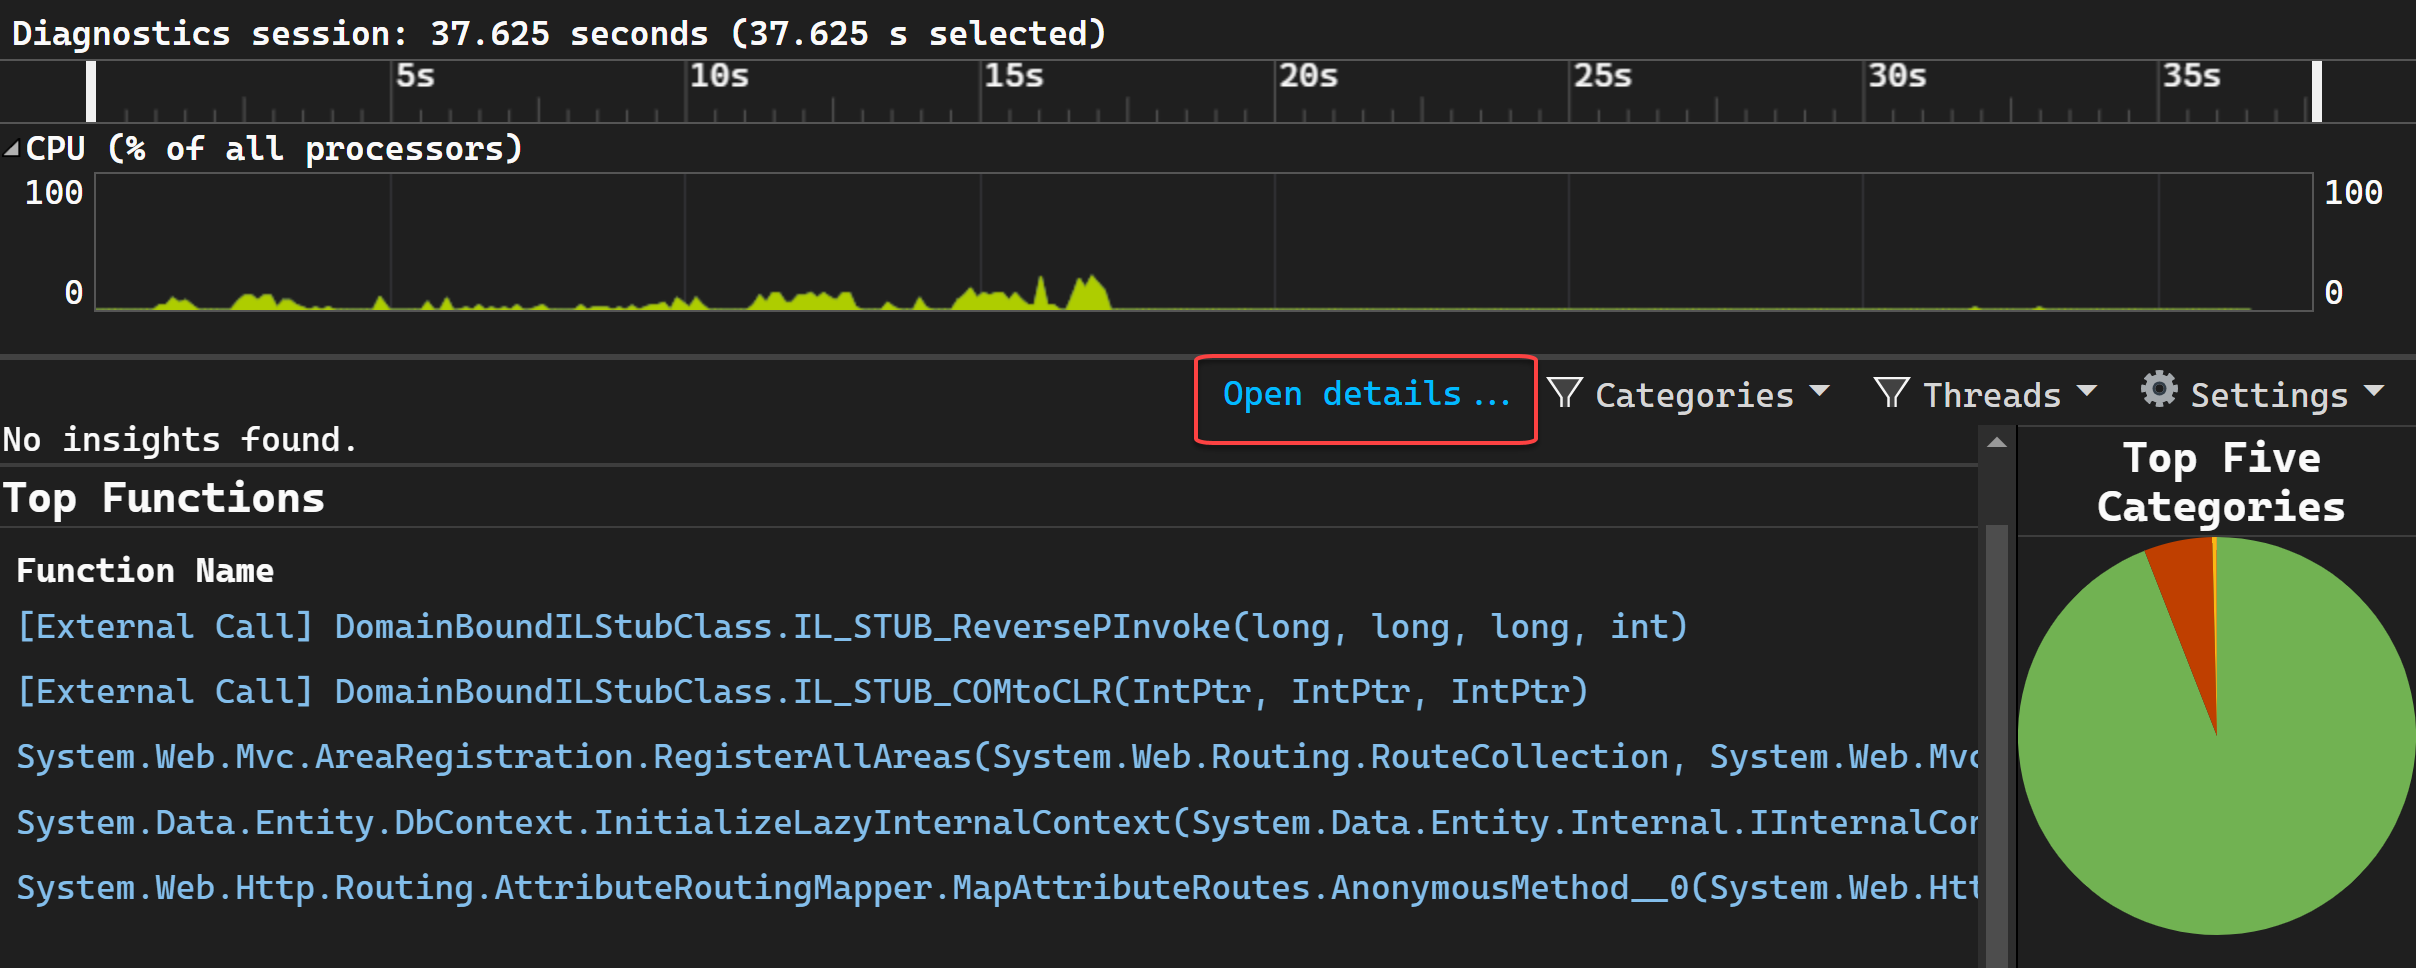 Diagnostics session: 37.625 seconds (37.625 s selected)
5s 10s 15s 20s 25s 30s 35s
CPU (% of all processors)
100 100
0 0
Open details... Categories Threads Settings
No insights found.
Top Functions
Function Name
[External Call] DomainBoundILStubClass.IL_STUB_ReversePInvoke(long, long, long, int)
[External Call] DomainBoundILStubClass.IL_STUB_COMtoCLR(IntPtr, IntPtr, IntPtr)
System.Web.Mvc.AreaRegistration.RegisterAllAreas(System.Web.Routing.RouteCollection, System.Web.Mvc
System.Data.Entity.DbContext.InitializeLazyInternalContext(System.Data.Entity.Internal.IInternalCon
System.Web.Http.Routing.AttributeRoutingMapper.MapAttributeRoutes.AnonymousMethod__0(System.Web.Htt
Top Five
Categories